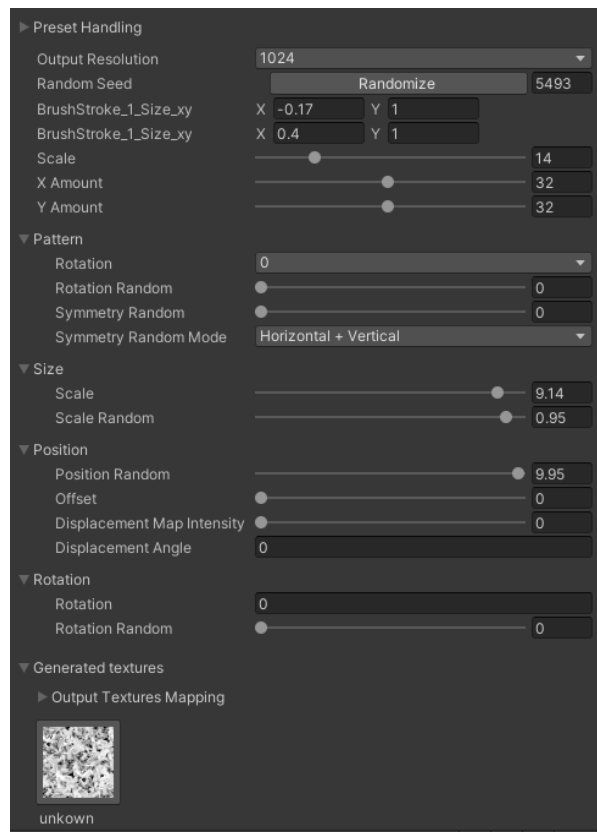 Preset Handling
Output Resolution 1024
Random Seed Randomize 5493
BrushStroke_1_Size_xy X -0.17 Y 1
BrushStroke_1_Size_xy X 0.4 Y 1
Scale 14
X Amount 32
Y Amount 32
Pattern
Rotation 0
Rotation Random 0
Symmetry Random 0
Symmetry Random Mode Horizontal + Vertical
Size
Scale 9.14
Scale Random 0.95
Position
Position Random 9.95
Offset 0
Displacement Map Intensity 0
Displacement Angle 0
Rotation
Rotation 0
Rotation Random 0
Generated textures
Output Textures Mapping
unkown